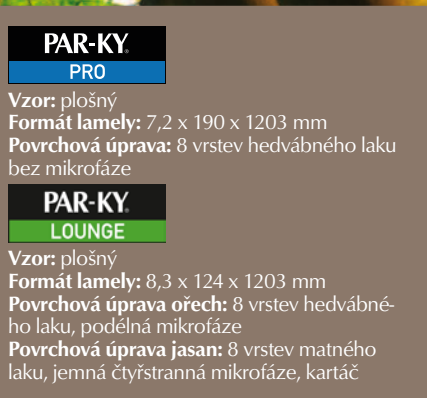 PAR-KY®
PRO
Vzor: plošný
Formát lamely: 7,2 x 190 x 1203 mm
Povrchová úprava: 8 vrstev hedvábného laku
bez mikrofáze
PAR-KY®
LOUNGE
Vzor: plošný
Formát lamely: 8,3 x 124 x 1203 mm
Povrchová úprava ořech: 8 vrstev hedvábné-
ho laku, podélná mikrofáze
Povrchová úprava jasan: 8 vrstev matného
laku, jemná čtyřstranná mikrofáze, kartáč